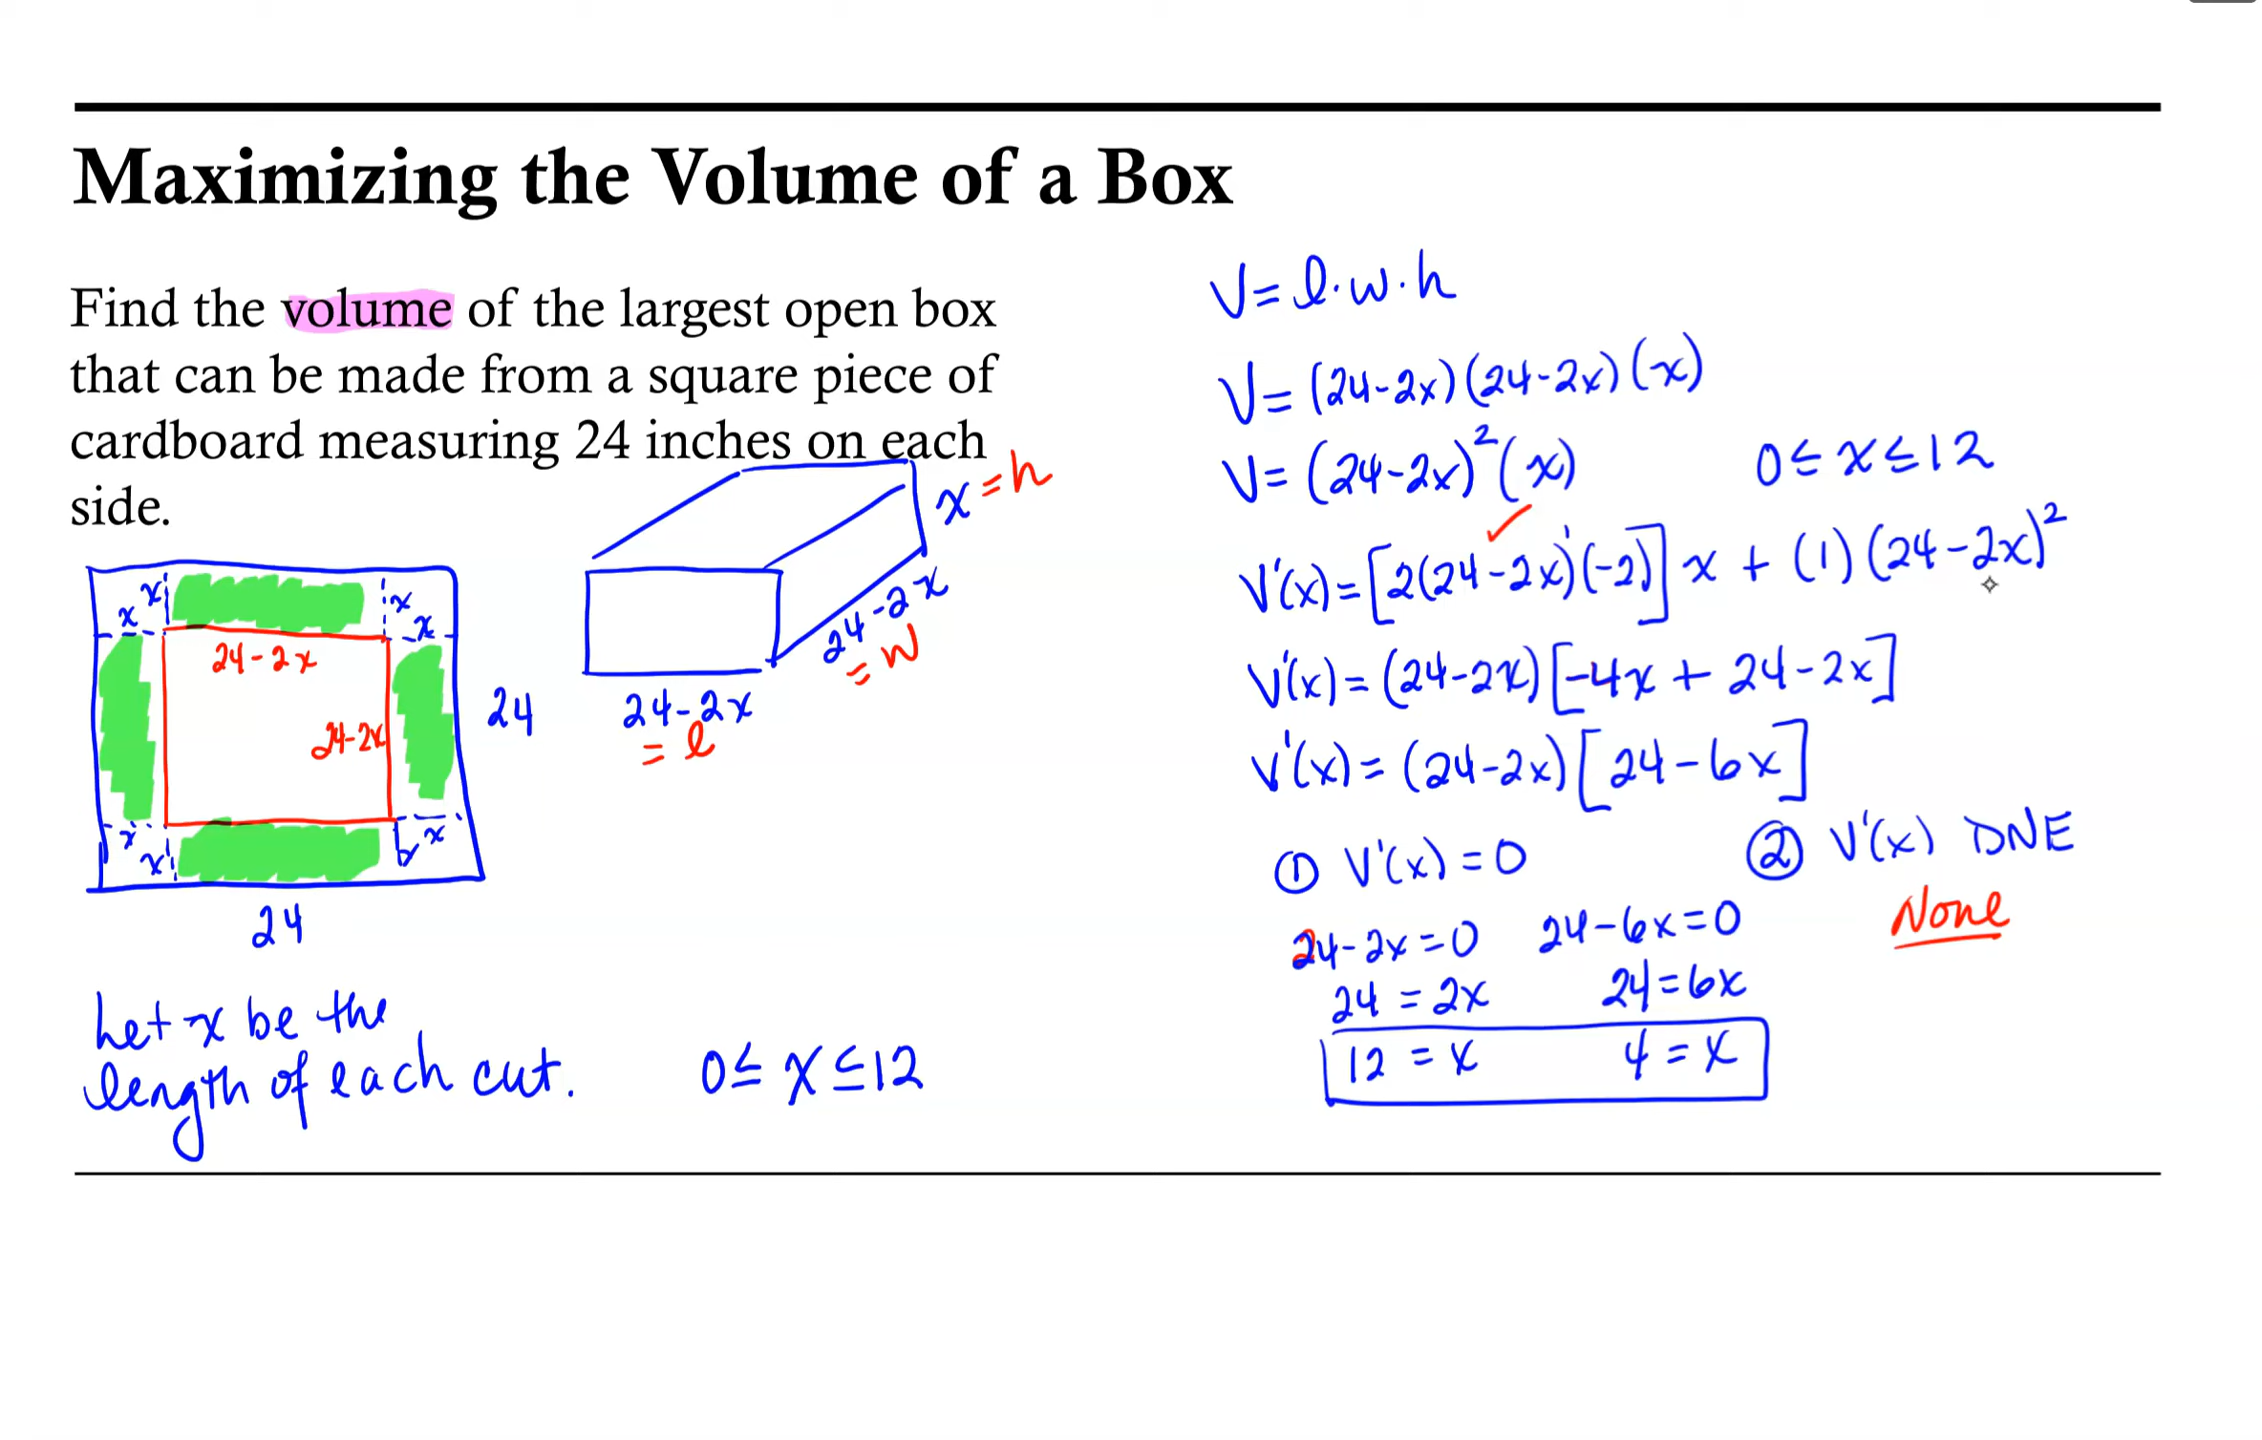 Maximizing the Volume of a Box
Find the volume of the largest open box
that can be made from a square piece of
cardboard measuring 24 inches on each
side.
x = h
24-2x
= w
24-2x
= l
x x
x x
24-2x
24-2x
24
x
x
x
x
24
Let x be the
length of each cut.
0 ≤ x ≤ 12
V = l·w·h
V = (24-2x)(24-2x)(x)
V = (24-2x)²(x) 0 ≤ x ≤ 12
V'(x) = [2(24-2x)¹(-2)] x + (1)(24-2x)²
V'(x) = (24-2x)[-4x + 24-2x]
V'(x) = (24-2x)[24-6x]
① V'(x) = 0 ② V'(x) DNE
None
24-2x = 0 24-6x = 0
24 = 2x 24 = 6x
12 = x 4 = x